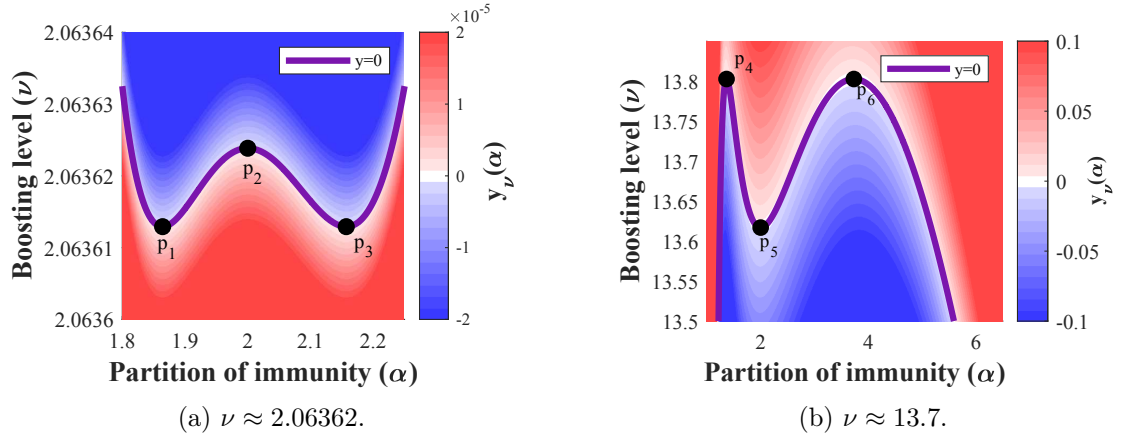 ×10⁻⁵
2.06364
2.06363
2.06362
2.06361
2.0636
Boosting level (ν)
1.8
1.9
2
2.1
2.2
Partition of immunity (α)
y=0
p₁
p₂
p₃
2
1
0
-1
-2
y_ν(α)
(a) ν ≈ 2.06362.
13.8
13.75
13.7
13.65
13.6
13.55
13.5
Boosting level (ν)
2
4
6
Partition of immunity (α)
y=0
p₄
p₅
p₆
0.1
0.05
0
-0.05
-0.1
y_ν(α)
(b) ν ≈ 13.7.